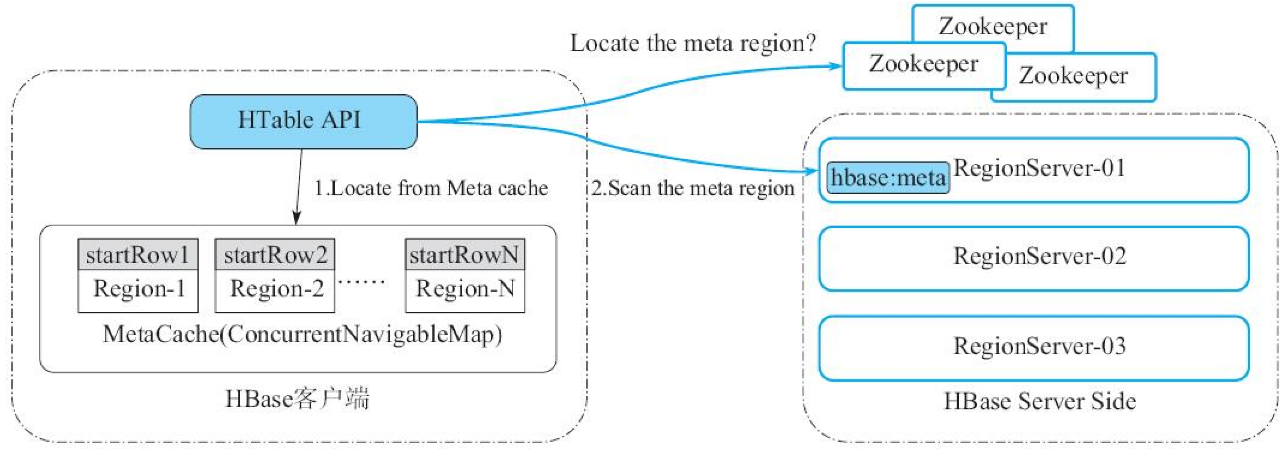 Locate the meta region?
Zookeeper
Zookeeper
Zookeeper
HTable API
1.Locate from Meta cache
2.Scan the meta region
startRow1
Region-1
startRow2
Region-2
……
startRowN
Region-N
MetaCache(ConcurrentNavigableMap)
HBase客户端
hbase:meta
RegionServer-01
RegionServer-02
RegionServer-03
HBase Server Side